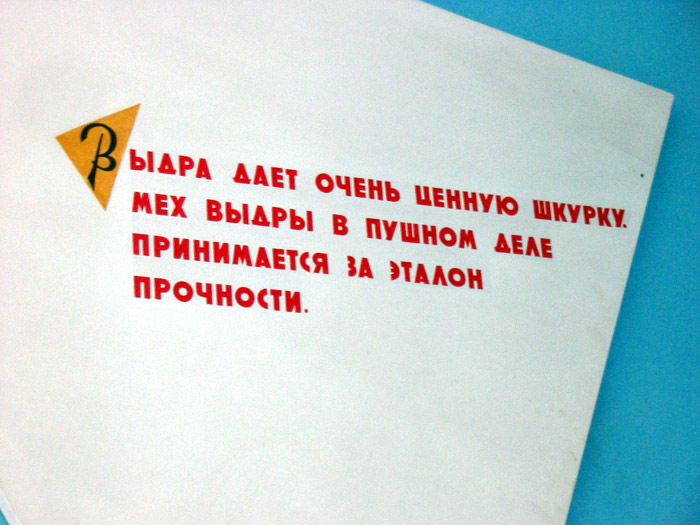 ВЫДРА ДАЕТ ОЧЕНЬ ЦЕННУЮ ШКУРКУ.
МЕХ ВЫДРЫ В ПУШНОМ ДЕЛЕ
ПРИНИМАЕТСЯ ЗА ЭТАЛОН
ПРОЧНОСТИ.